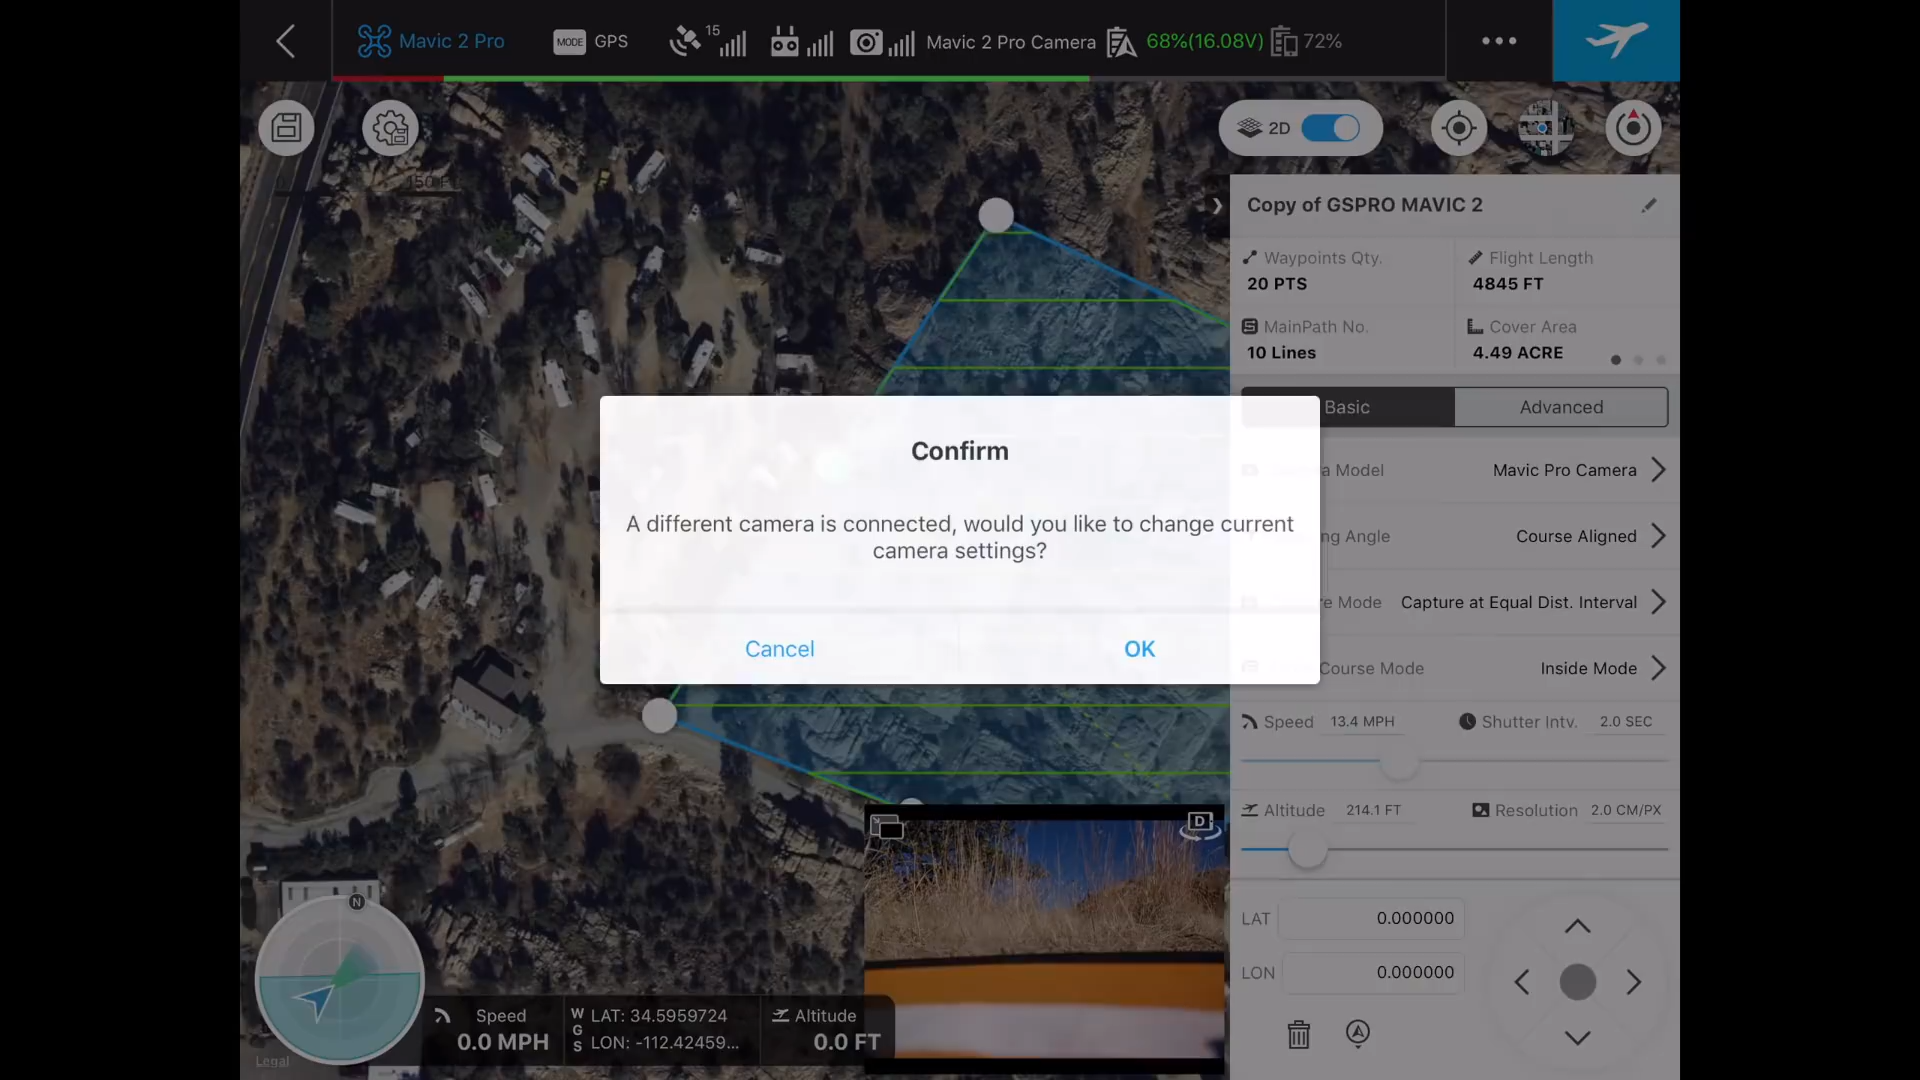 Mavic 2 Pro
MODE GPS
15
Mavic 2 Pro Camera
68%(16.08V)
72%
2D
Copy of GSPRO MAVIC 2
Waypoints Qty.
20 PTS
Flight Length
4845 FT
MainPath No.
10 Lines
Cover Area
4.49 ACRE
Basic
Advanced
Confirm
A different camera is connected, would you like to change current
camera settings?
Cancel
OK
Model
Mavic Pro Camera
Angle
Course Aligned
Mode
Capture at Equal Dist. Interval
Course Mode
Inside Mode
Speed 13.4 MPH
Shutter Intv. 2.0 SEC
Altitude 214.1 FT
Resolution 2.0 CM/PX
LAT 0.000000
LON 0.000000
D
N
Speed
0.0 MPH
WGS
LAT: 34.5959724
LON: -112.42459...
Altitude
0.0 FT
Legal